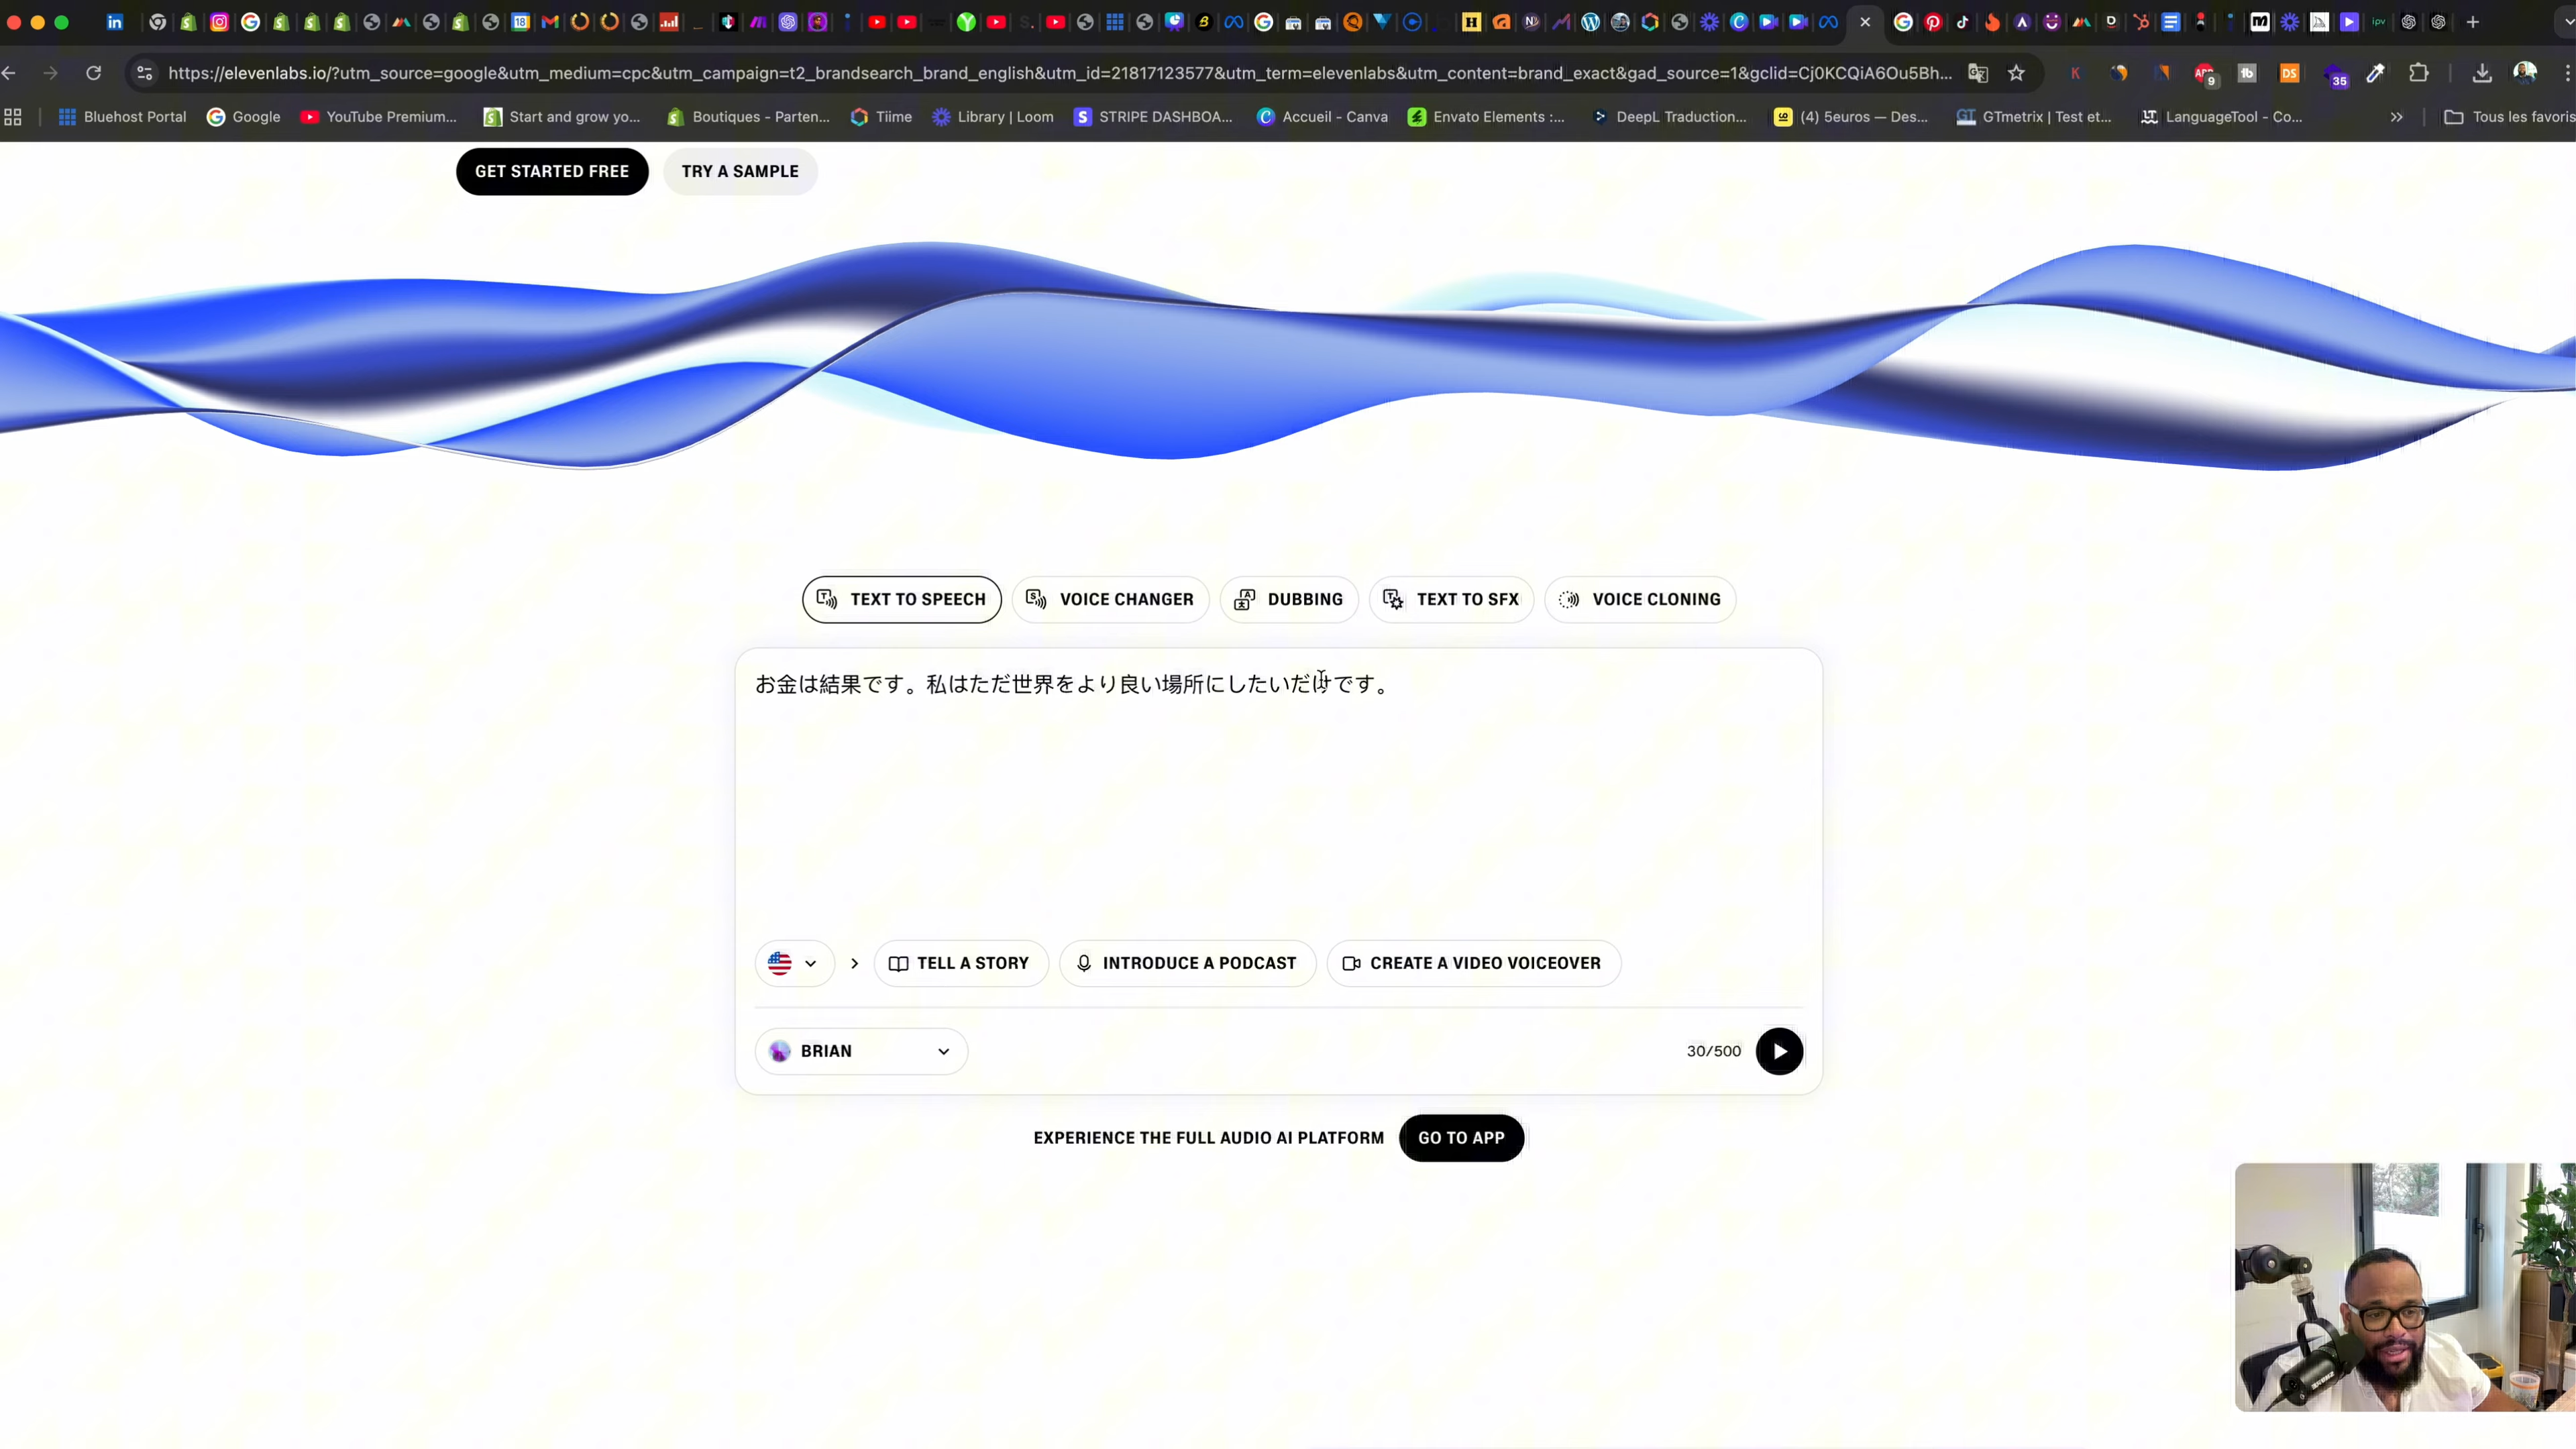 https://elevenlabs.io/?utm_source=google&utm_medium=cpc&utm_campaign=t2_brandsearch_brand_english&utm_id=21817123577&utm_term=elevenlabs&utm_content=brand_exact&gad_source=1&gclid=Cj0KCQiA6Ou5Bh...
9
35
Bluehost Portal
Google
YouTube Premium...
Start and grow yo...
Boutiques - Parten...
Tiime
Library | Loom
STRIPE DASHBOA...
Accueil - Canva
Envato Elements :...
DeepL Traduction...
(4) 5euros — Des...
GTmetrix | Test et...
LanguageTool - Co...
Tous les favoris
GET STARTED FREE
TRY A SAMPLE
TEXT TO SPEECH
VOICE CHANGER
DUBBING
TEXT TO SFX
VOICE CLONING
お金は結果です。私はただ世界をより良い場所にしたいだけです。
TELL A STORY
INTRODUCE A PODCAST
CREATE A VIDEO VOICEOVER
BRIAN
30/500
EXPERIENCE THE FULL AUDIO AI PLATFORM
GO TO APP